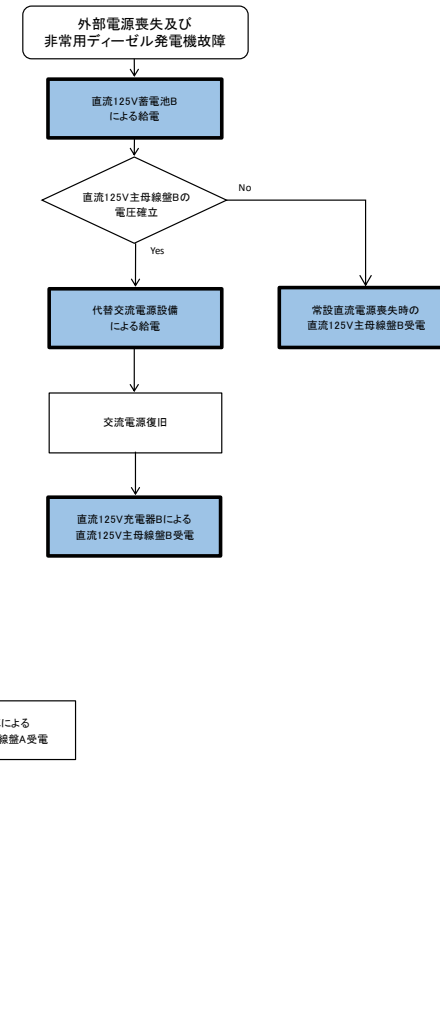 外部電源喪失及び
非常用ディーゼル発電機故障
直流125V蓄電池B
による給電
直流125V主母線盤Bの
電圧確立
No
Yes
代替交流電源設備
による給電
常設直流電源喪失時の
直流125V主母線盤B受電
交流電源復旧
直流125V充電器Bによる
直流125V主母線盤B受電
による
線盤A受電